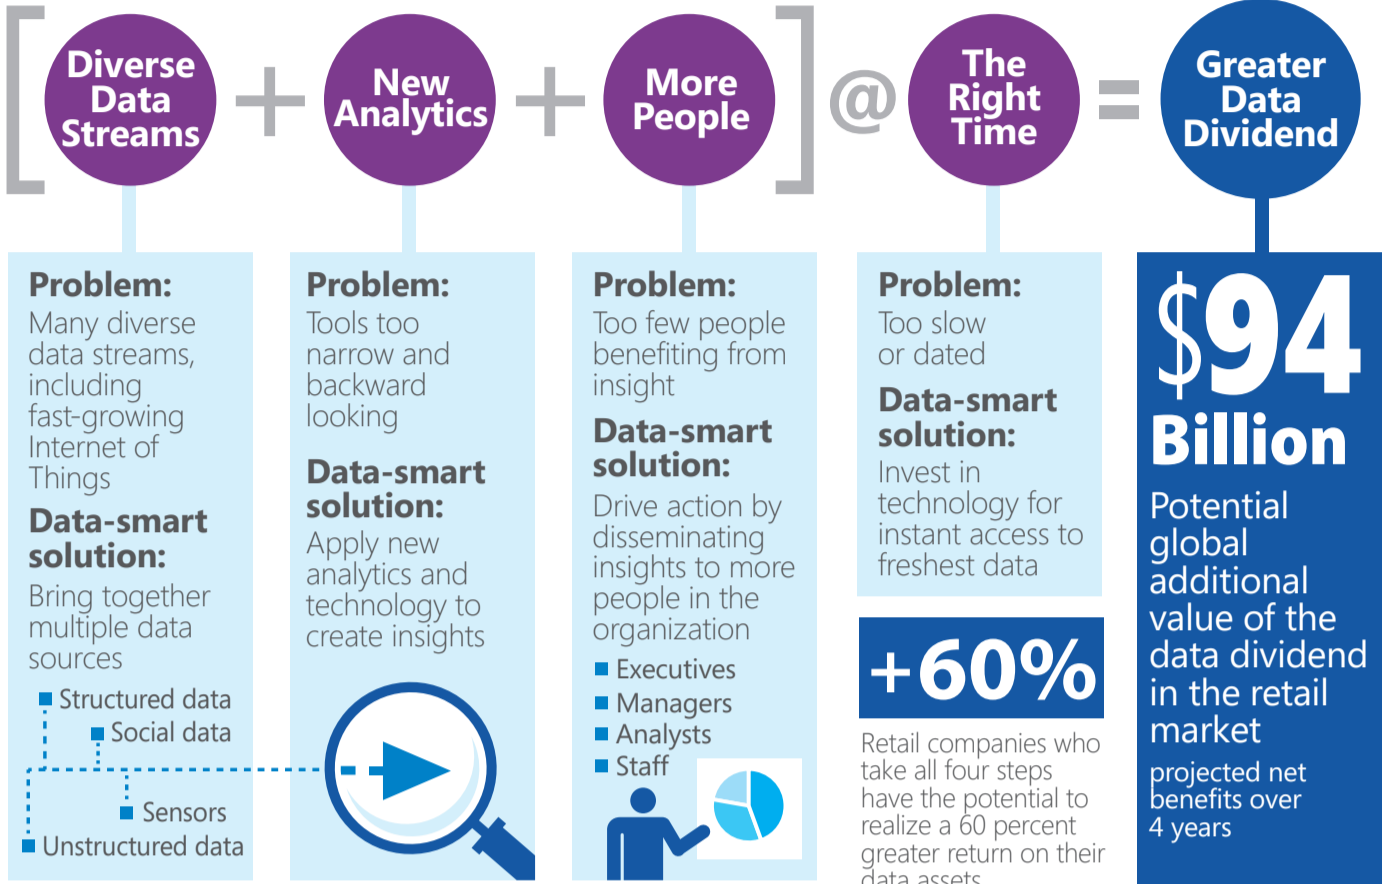 Diverse
Data
Streams
+
New
Analytics
+
More
People
@
The
Right
Time
=
Greater
Data
Dividend
Problem:
Many diverse
data streams,
including
fast-growing
Internet of
Things
Data-smart
solution:
Bring together
multiple data
sources
Structured data
Social data
Sensors
Unstructured data
Problem:
Tools too
narrow and
backward
looking
Data-smart
solution:
Apply new
analytics and
technology to
create insights
Problem:
Too few people
benefiting from
insight
Data-smart
solution:
Drive action by
disseminating
insights to more
people in the
organization
Executives
Managers
Analysts
Staff
Problem:
Too slow
or dated
Data-smart
solution:
Invest in
technology for
instant access to
freshest data
+60%
Retail companies who
take all four steps
have the potential to
realize a 60 percent
greater return on their
data assets
$94
Billion
Potential
global
additional
value of the
data dividend
in the retail
market
projected net
benefits over
4 years